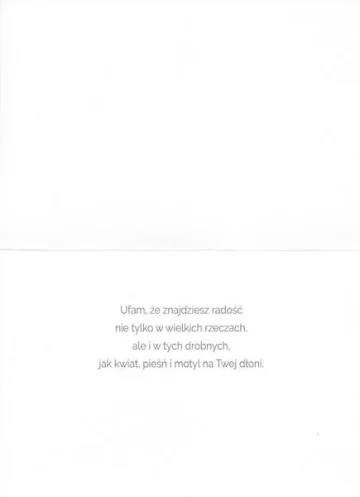 Ufam, że znajdziesz radość
nie tylko w wielkich rzeczach,
ale i w tych drobnych,
jak kwiat, pieśń i motyl na Twej dłoni.